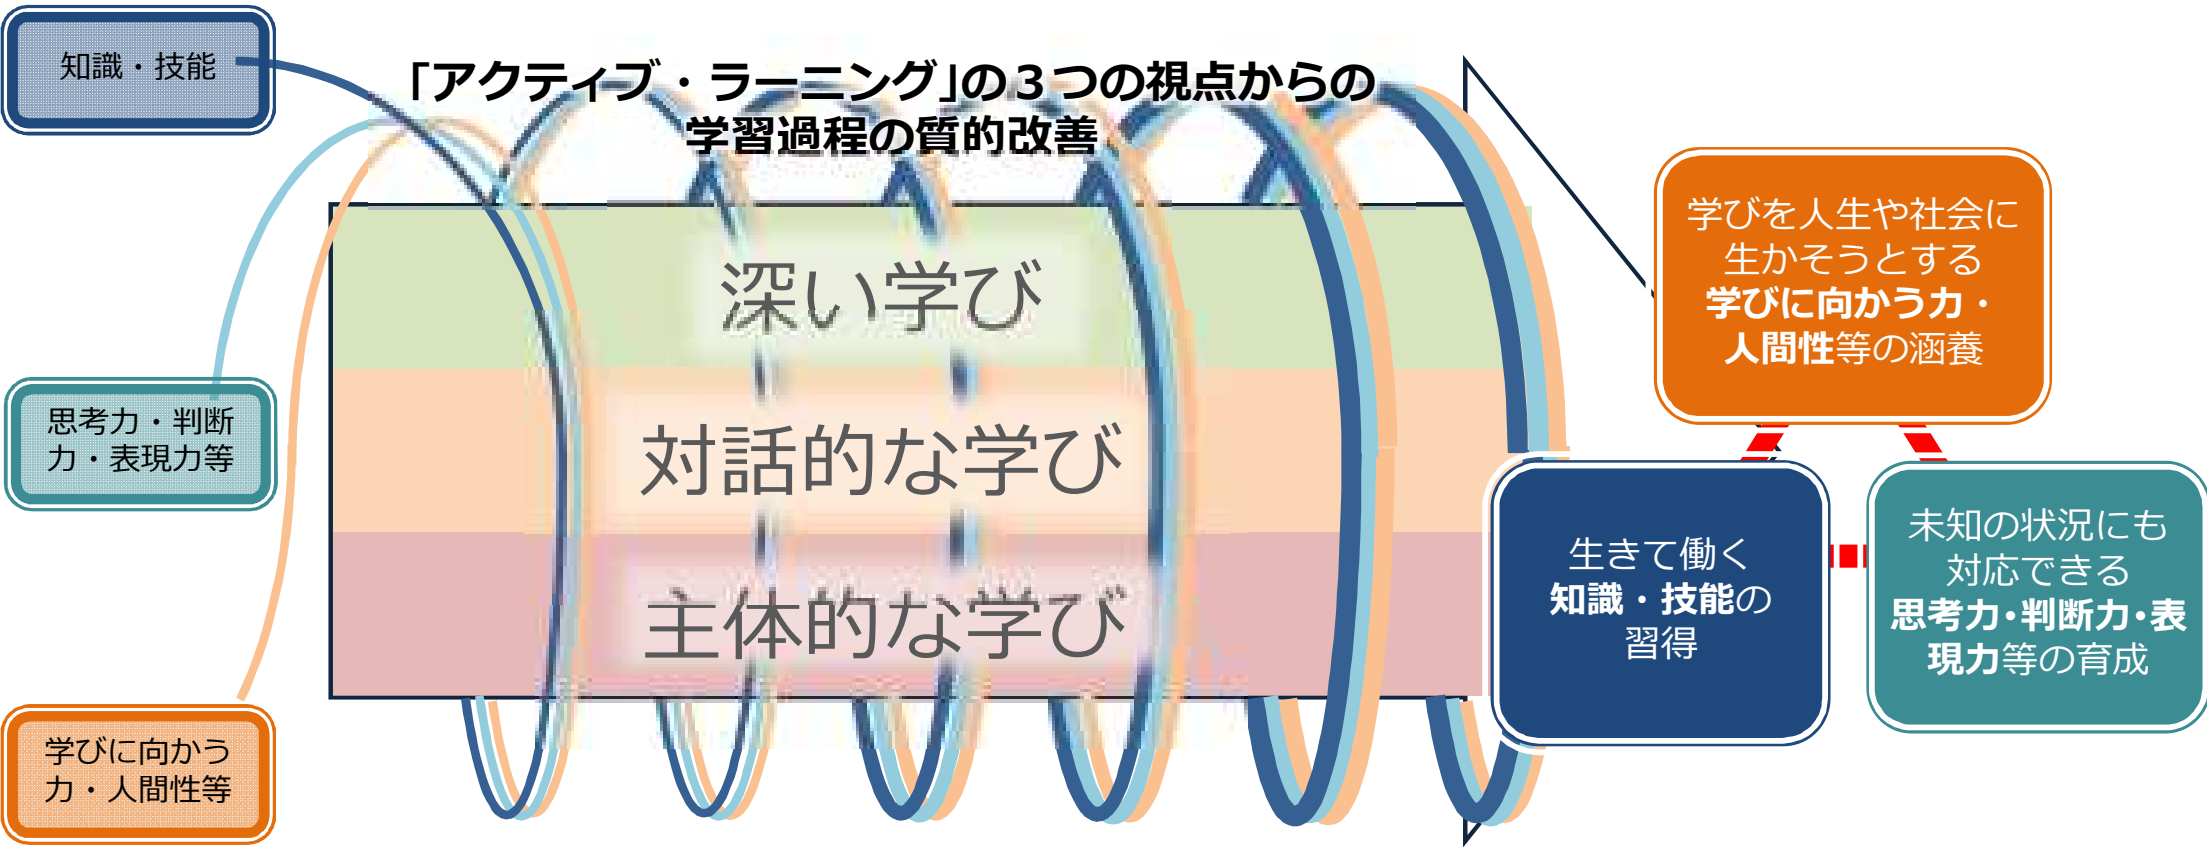 知識・技能
「アクティブ・ラーニング」の３つの視点からの
学習過程の質的改善
思考力・判断
力・表現力等
学びに向かう
力・人間性等
深い学び
対話的な学び
主体的な学び
学びを人生や社会に
生かそうとする
学びに向かう力・
人間性等の涵養
生きて働く
知識・技能の
習得
未知の状況にも
対応できる
思考力・判断力・表
現力等の育成